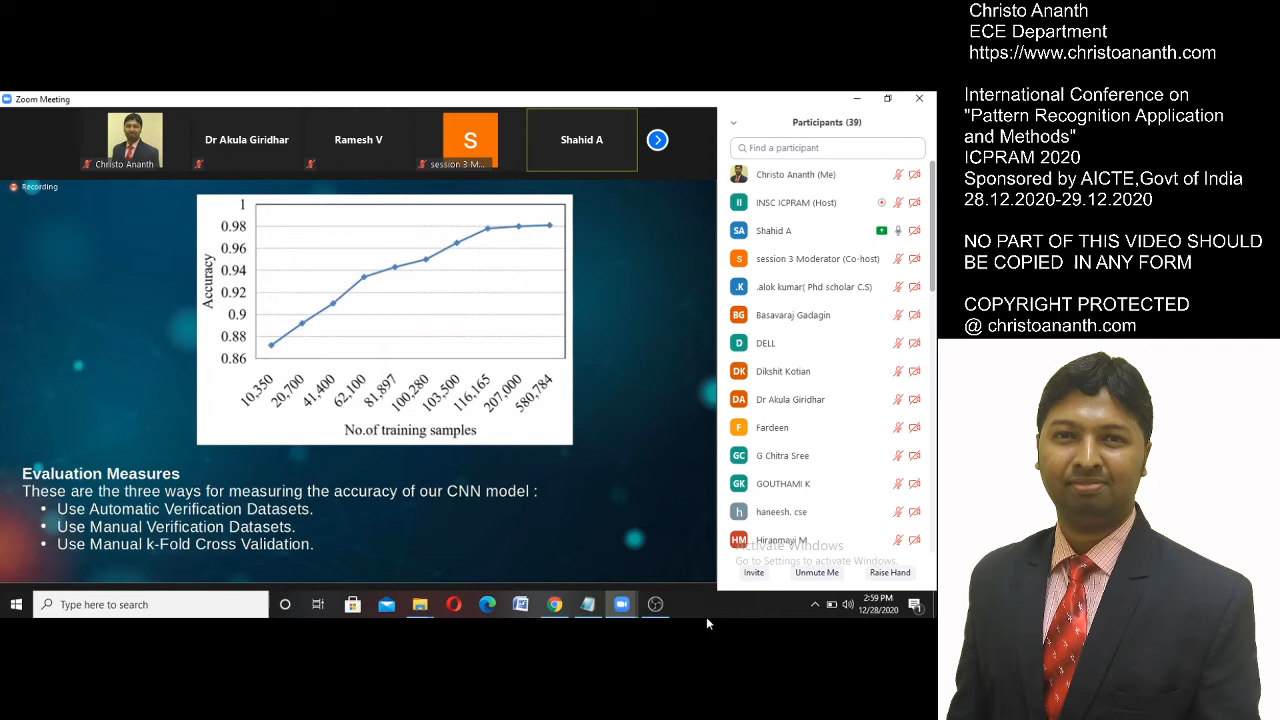 Christo Ananth
ECE Department
https://www.christoananth.com
International Conference on
"Pattern Recognition Application
and Methods"
ICPRAM 2020
Sponsored by AICTE,Govt of India
28.12.2020-29.12.2020
NO PART OF THIS VIDEO SHOULD
BE COPIED IN ANY FORM
COPYRIGHT PROTECTED
@ christoananth.com
Zoom Meeting
Christo Ananth
Dr Akula Giridhar
Ramesh V
S
session 3 M...
Shahid A
Recording
1
0.98
0.96
0.94
0.92
0.9
0.88
0.86
Accuracy
10,350
20,700
41,400
62,100
81,897
100,280
103,500
116,165
207,000
580,784
No.of training samples
Evaluation Measures
These are the three ways for measuring the accuracy of our CNN model :
• Use Automatic Verification Datasets.
• Use Manual Verification Datasets.
• Use Manual k-Fold Cross Validation.
Participants (39)
Find a participant
Christo Ananth (Me)
II INSC ICPRAM (Host)
SA Shahid A
S session 3 Moderator (Co-host)
.K .alok kumar( Phd scholar C.S)
BG Basavaraj Gadagin
D DELL
DK Dikshit Kotian
DA Dr Akula Giridhar
F Fardeen
GC G Chitra Sree
GK GOUTHAMI K
h haneesh. cse
HM Hiranmayi M
Activate Windows
Go to Settings to activate Windows.
Invite Unmute Me Raise Hand
Type here to search
2:59 PM
12/28/2020
1